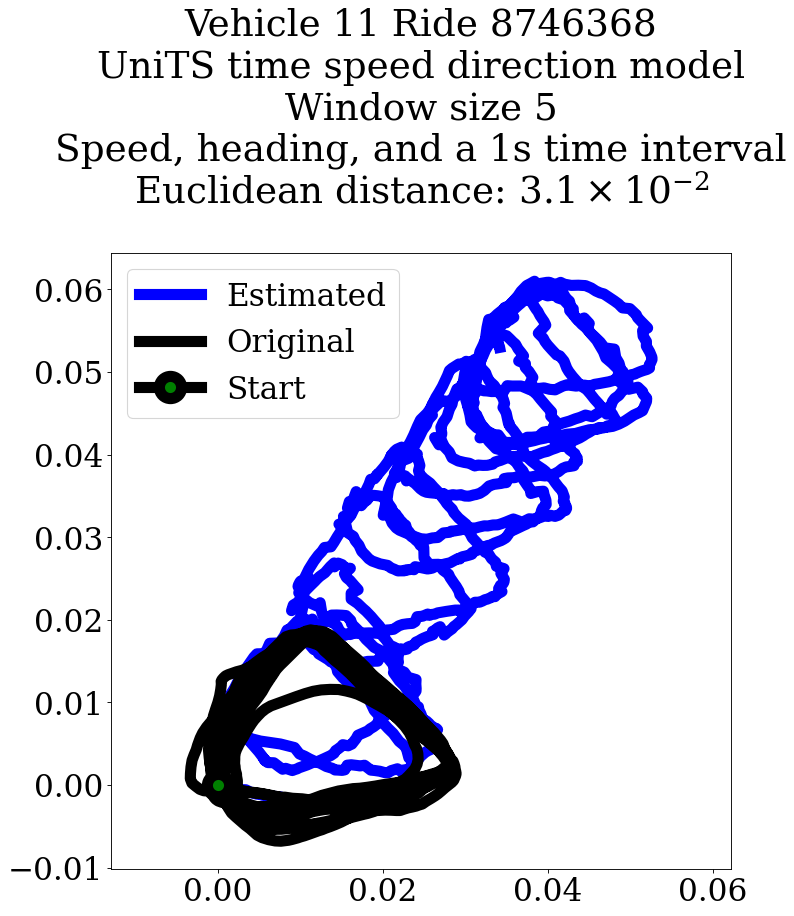 Vehicle 11 Ride 8746368
UniTS time speed direction model
Window size 5
Speed, heading, and a 1s time interval
Euclidean distance: 3.1 × 10⁻²
Estimated
Original
Start
0.06
0.05
0.04
0.03
0.02
0.01
0.00
−0.01
0.00 0.02 0.04 0.06